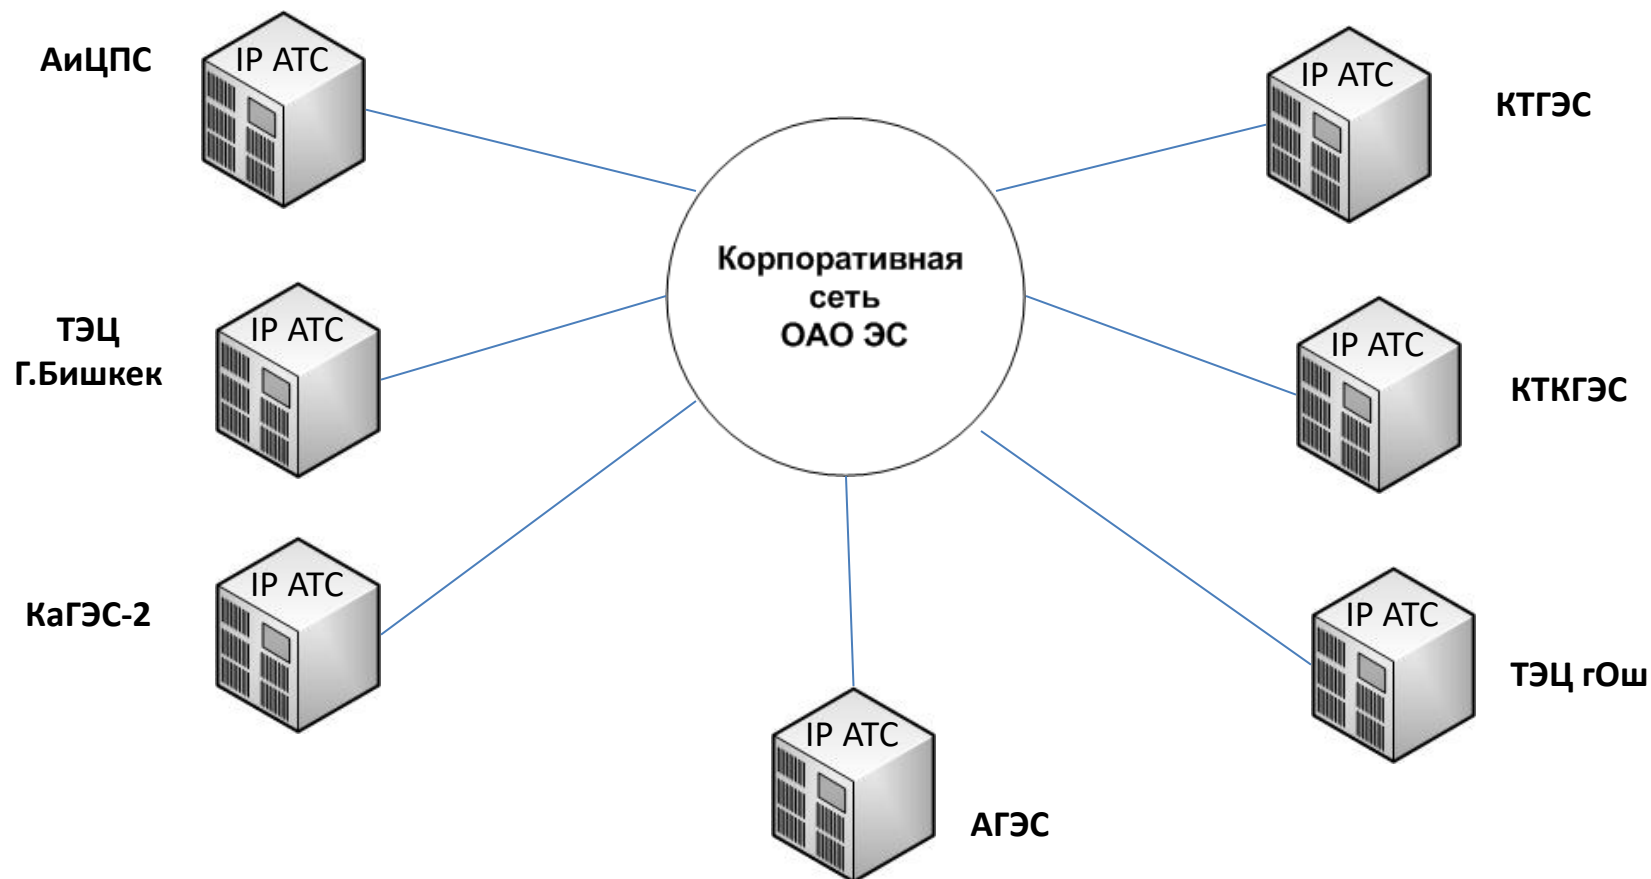 АиЦПС
IP АТС
IP АТС
КТГЭС
Корпоративная
сеть
ОАО ЭС
ТЭЦ
Г.Бишкек
IP АТС
IP АТС
КТКГЭС
КаГЭС-2
IP АТС
IP АТС
ТЭЦ гОш
IP АТС
АГЭС